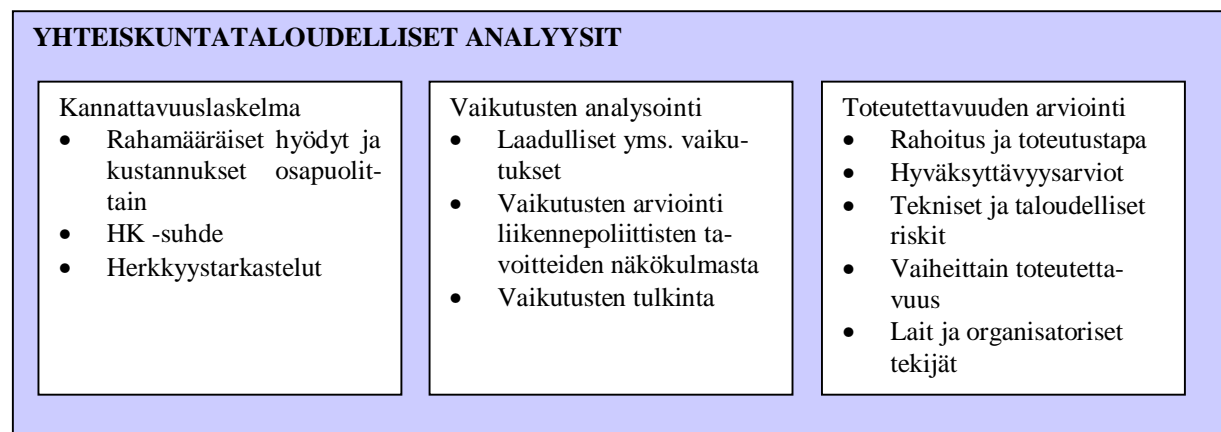 YHTEISKUNTATALOUDELLISET ANALYYSIT
Kannattavuuslaskelma
• Rahamääräiset hyödyt ja
kustannukset osapuolit-
tain
• HK -suhde
• Herkkyystarkastelut
Vaikutusten analysointi
• Laadulliset yms. vaiku-
tukset
• Vaikutusten arviointi
liikennepoliittisten ta-
voitteiden näkökulmasta
• Vaikutusten tulkinta
Toteutettavuuden arviointi
• Rahoitus ja toteutustapa
• Hyväksyttävyysarviot
• Tekniset ja taloudelliset
riskit
• Vaiheittain toteutetta-
vuus
• Lait ja organisatoriset
tekijät